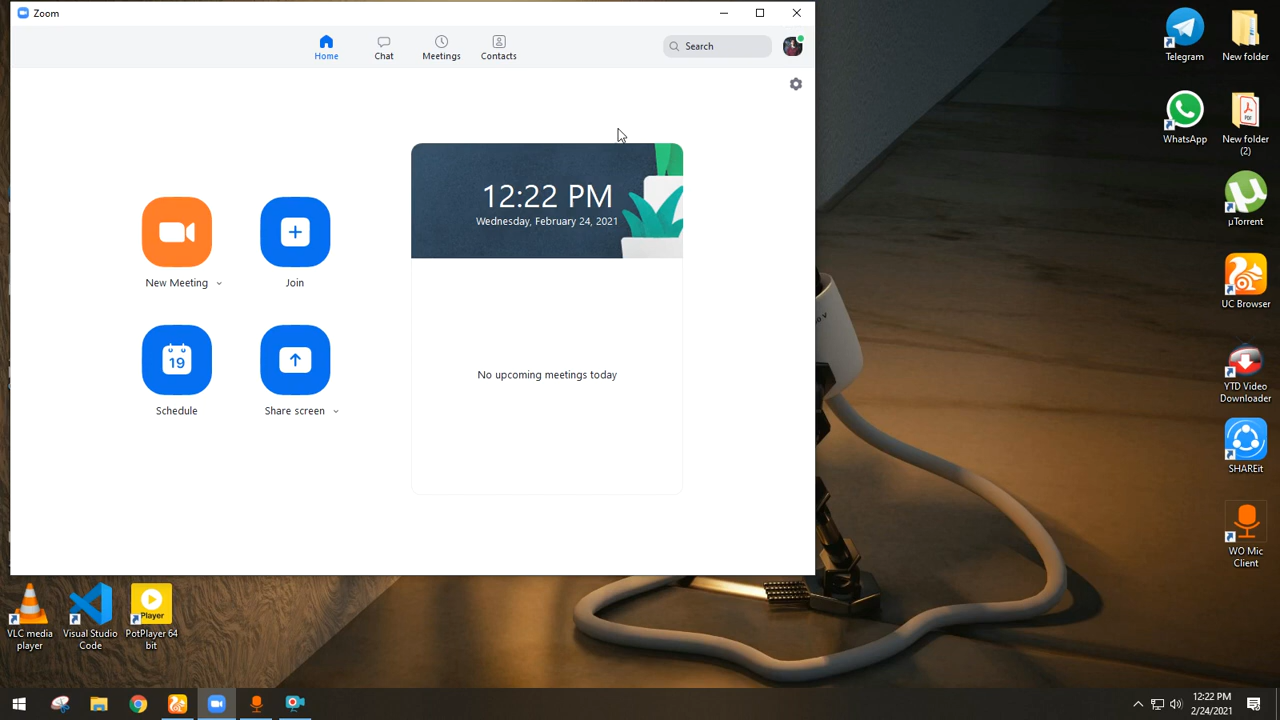 Zoom
Home
Chat
Meetings
Contacts
Search
12:22 PM
Wednesday, February 24, 2021
New Meeting
Join
19
Schedule
Share screen
No upcoming meetings today
Telegram
New folder
WhatsApp
PDF
New folder
(2)
µTorrent
UC Browser
YTD Video
Downloader
SHAREit
WO Mic
Client
VLC media
player
Visual Studio
Code
Player
PotPlayer 64
bit
12:22 PM
2/24/2021